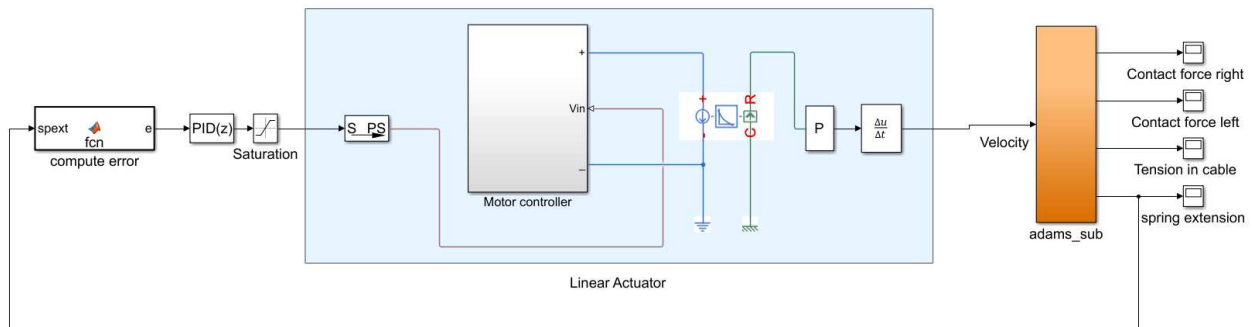 spext
fcn
e
compute error
PID(z)
Saturation
S PS
+
Vin
−
Motor controller
+
-
R
C
P
Δu
Δt
Linear Actuator
Velocity
adams_sub
Contact force right
Contact force left
Tension in cable
spring extension